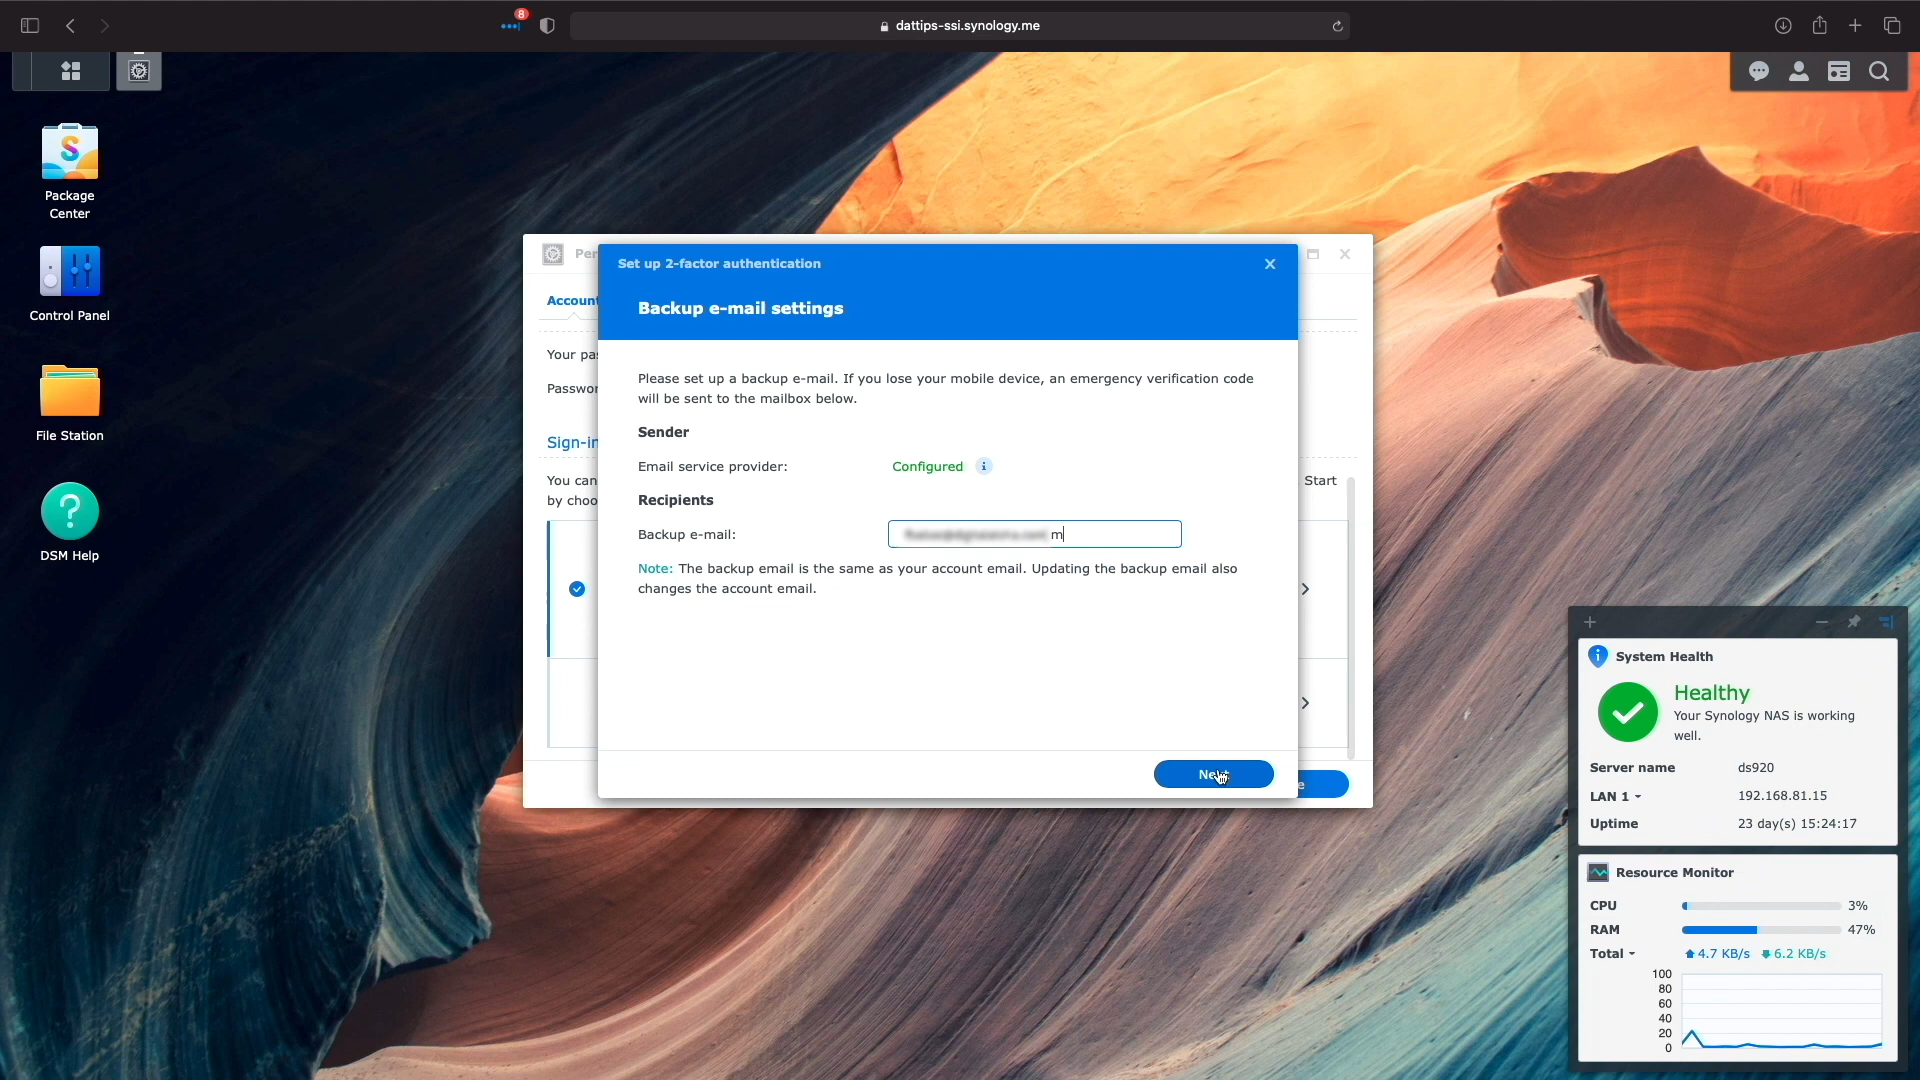 8
dattips-ssi.synology.me
Package
Center
Control Panel
File Station
DSM Help
Per
Account
Your pas
Passwor
Sign-in
You can
by choo
Start
Set up 2-factor authentication
Backup e-mail settings
Please set up a backup e-mail. If you lose your mobile device, an emergency verification code
will be sent to the mailbox below.
Sender
Email service provider: Configured
Recipients
Backup e-mail: m
Note: The backup email is the same as your account email. Updating the backup email also
changes the account email.
Next
e
System Health
Healthy
Your Synology NAS is working
well.
Server name ds920
LAN 1 192.168.81.15
Uptime 23 day(s) 15:24:17
Resource Monitor
CPU 3%
RAM 47%
Total 4.7 KB/s 6.2 KB/s
100
80
60
40
20
0